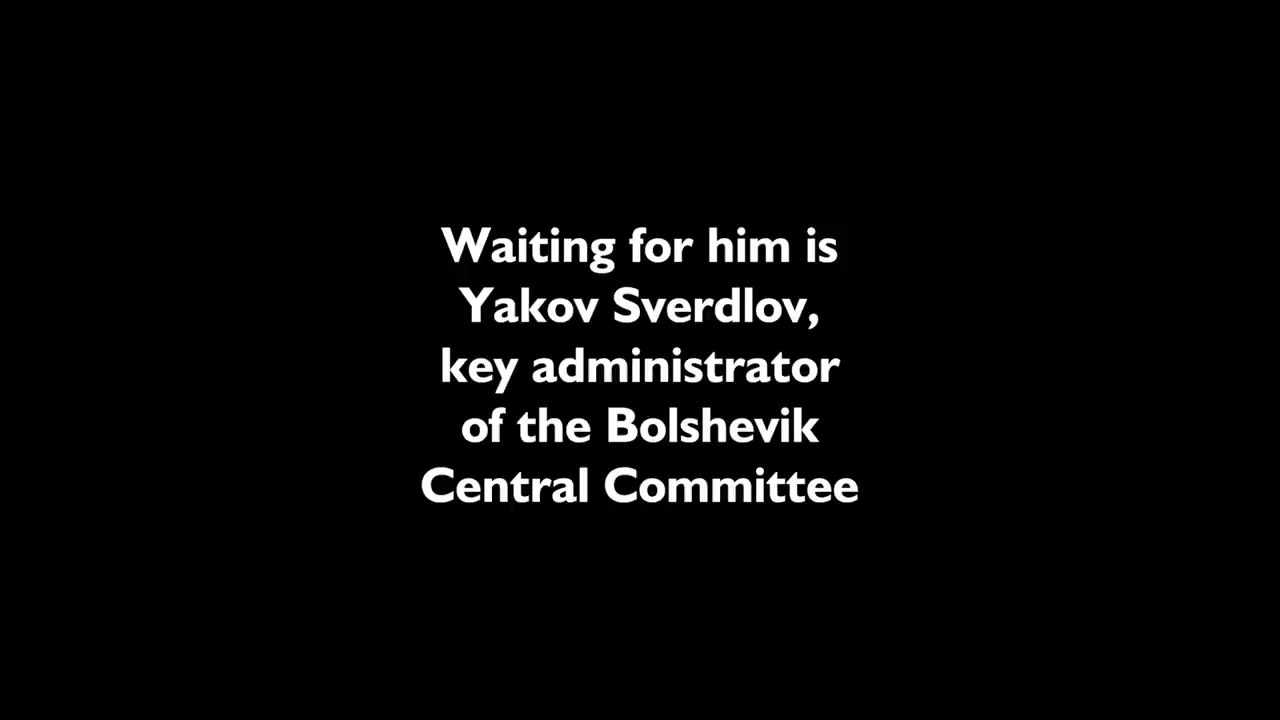 Waiting for him is
Yakov Sverdlov,
key administrator
of the Bolshevik
Central Committee